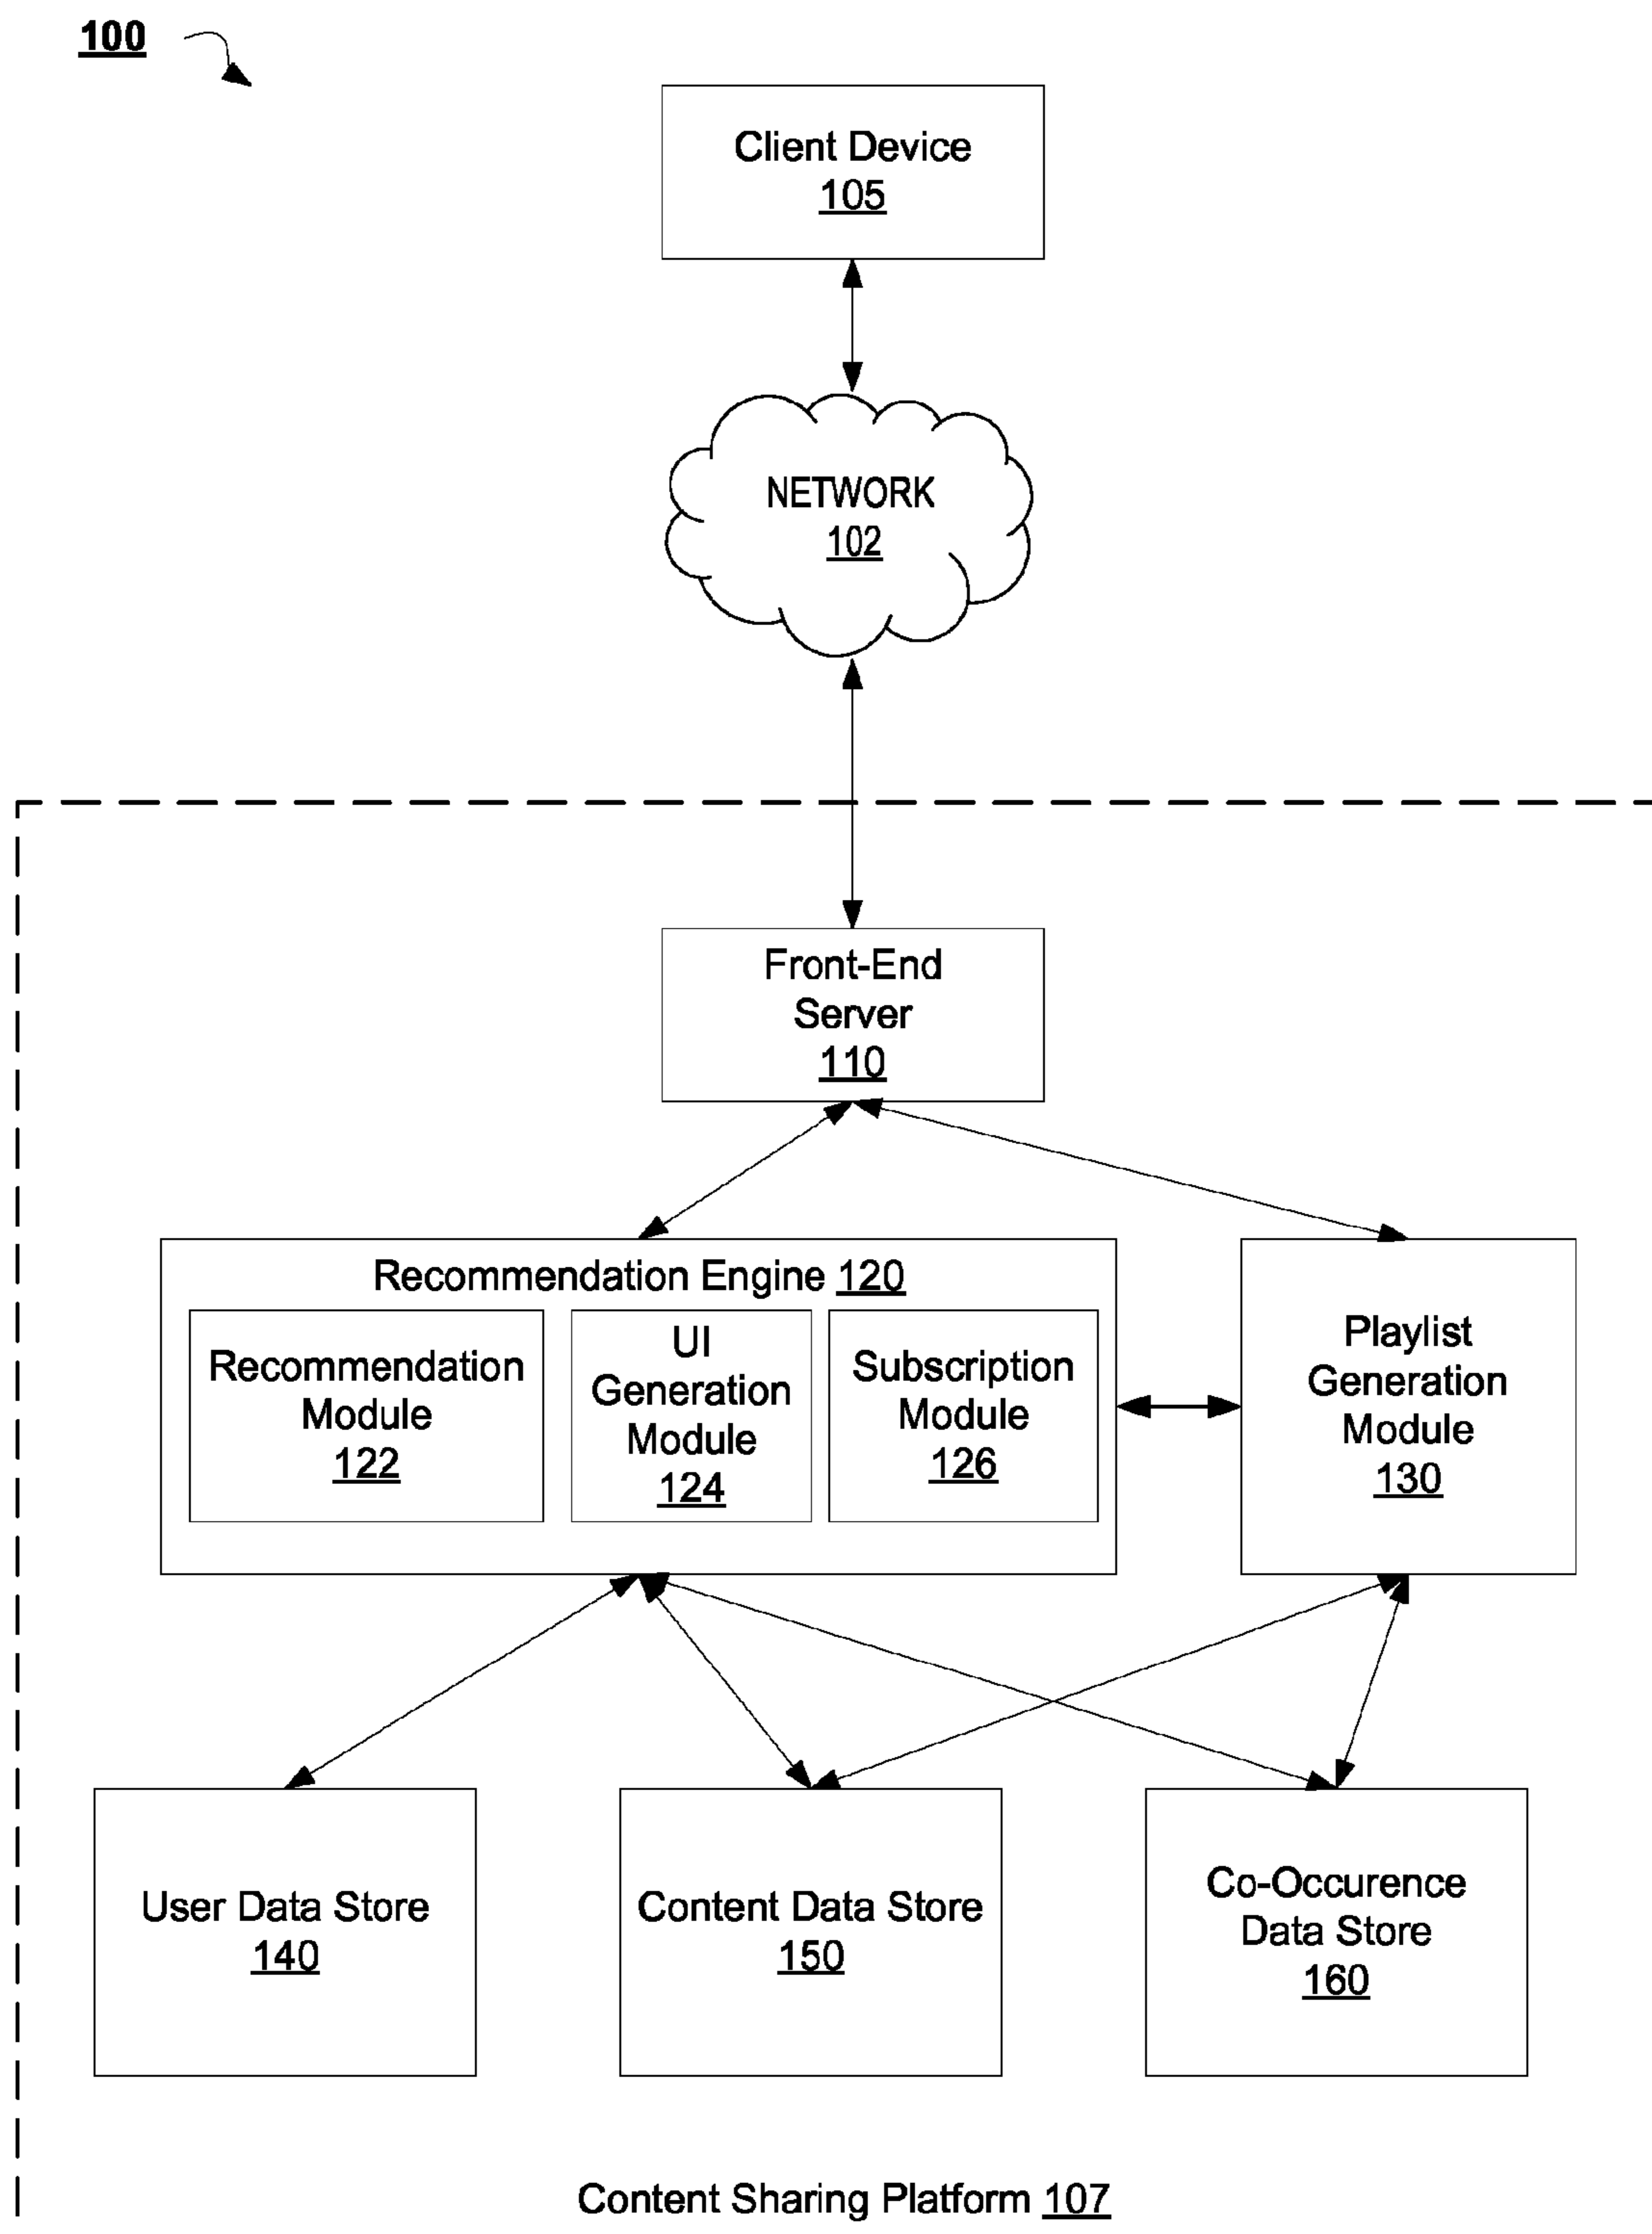 100
Client Device
105
NETWORK
102
Front-End
Server
110
Recommendation Engine 120
Recommendation
Module
122
UI
Generation
Module
124
Subscription
Module
126
Playlist
Generation
Module
130
User Data Store
140
Content Data Store
150
Co-Occurence
Data Store
160
Content Sharing Platform 107